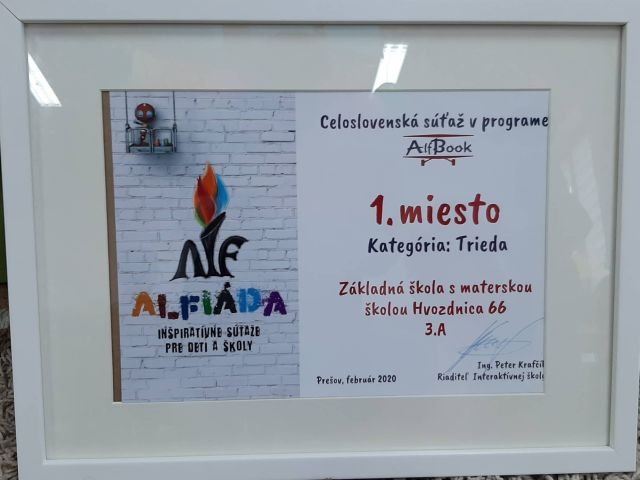 Celoslovenská súťaž v programe
AlfBook
1. miesto
Kategória: Trieda
Základná škola s materskou
školou Hvozdnica 66
3.A
Ing. Peter Krafčík
Prešov, február 2020
Riaditeľ Interaktívnej školy
ALF
ALFIÁDA
INŠPIRATÍVNE SÚŤAŽE
PRE DETI A ŠKOLY